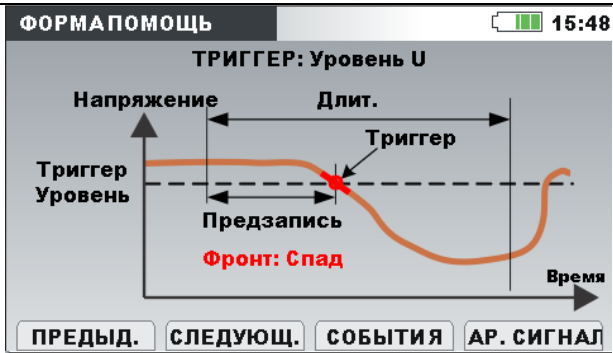 ФОРМАПОМОЩЬ 15:48
ТРИГГЕР: Уровень U
Напряжение Длит.
Триггер
Триггер
Уровень
Предзапись
Фронт: Спад
Время
ПРЕДЫД. СЛЕДУЮЩ. СОБЫТИЯ АР. СИГНАЛ